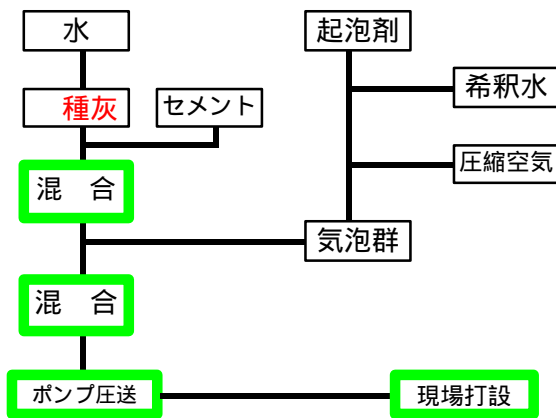 水
起泡剤
希釈水
種灰
セメント
圧縮空気
混　合
気泡群
混　合
ポンプ圧送
現場打設